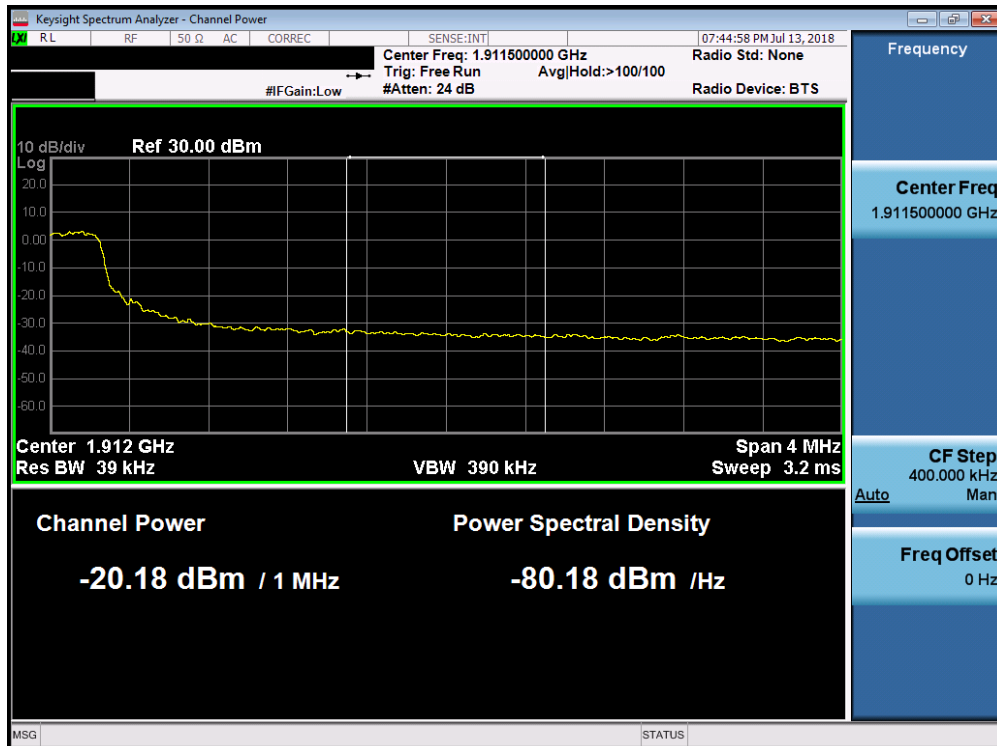 Keysight Spectrum Analyzer - Channel Power
LXI RL RF 50 Ω AC CORREC SENSE:INT 07:44:58 PM Jul 13, 2018
Center Freq: 1.911500000 GHz Radio Std: None
Trig: Free Run Avg|Hold:>100/100
#IFGain:Low #Atten: 24 dB Radio Device: BTS
10 dB/div Ref 30.00 dBm
Log
20.0
10.0
0.00
-10.0
-20.0
-30.0
-40.0
-50.0
-60.0
Center 1.912 GHz Span 4 MHz
Res BW 39 kHz VBW 390 kHz Sweep 3.2 ms
Channel Power Power Spectral Density
-20.18 dBm / 1 MHz -80.18 dBm /Hz
MSG STATUS
Frequency
Center Freq
1.911500000 GHz
CF Step
400.000 kHz
Auto Man
Freq Offset
0 Hz